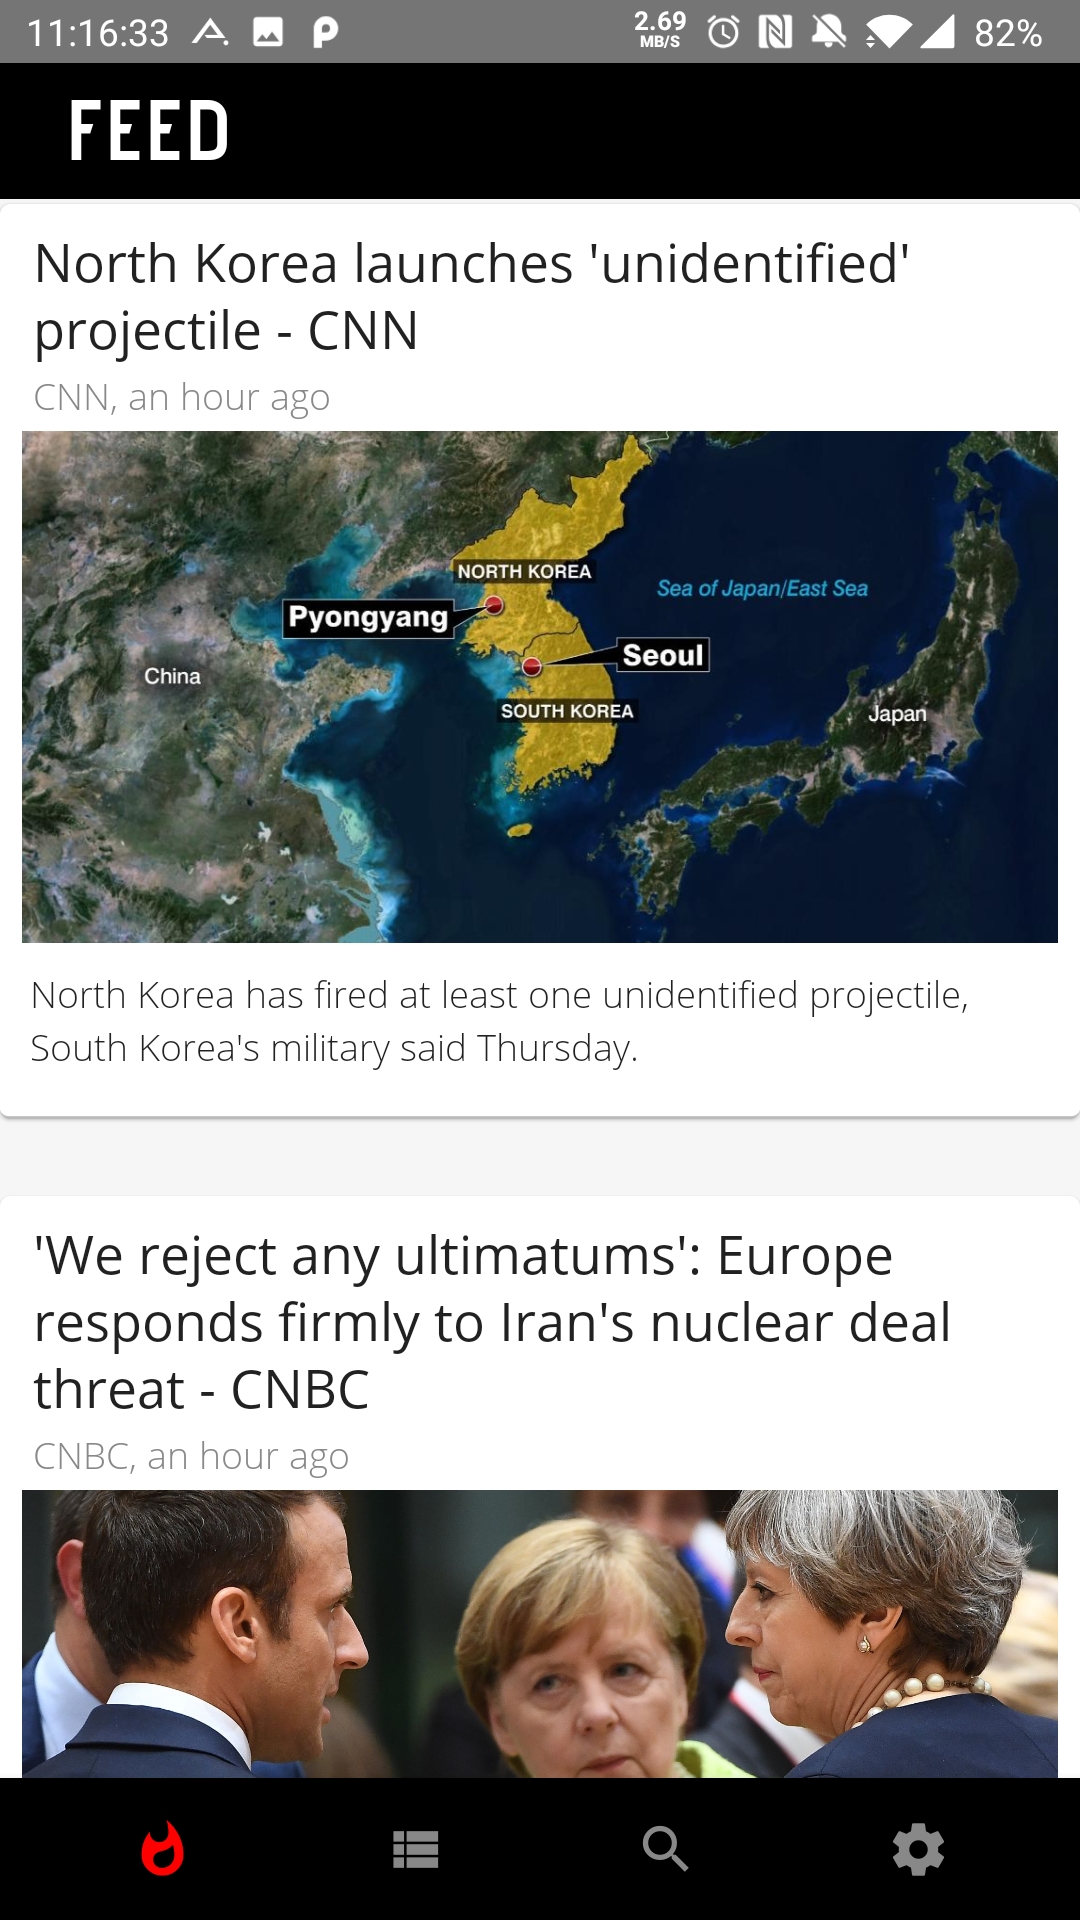 11:16:33
2.69
MB/S
82%
FEED
North Korea launches 'unidentified'
projectile - CNN
CNN, an hour ago
NORTH KOREA
Sea of Japan/East Sea
Pyongyang
Seoul
China
SOUTH KOREA
Japan
North Korea has fired at least one unidentified projectile,
South Korea's military said Thursday.
'We reject any ultimatums': Europe
responds firmly to Iran's nuclear deal
threat - CNBC
CNBC, an hour ago